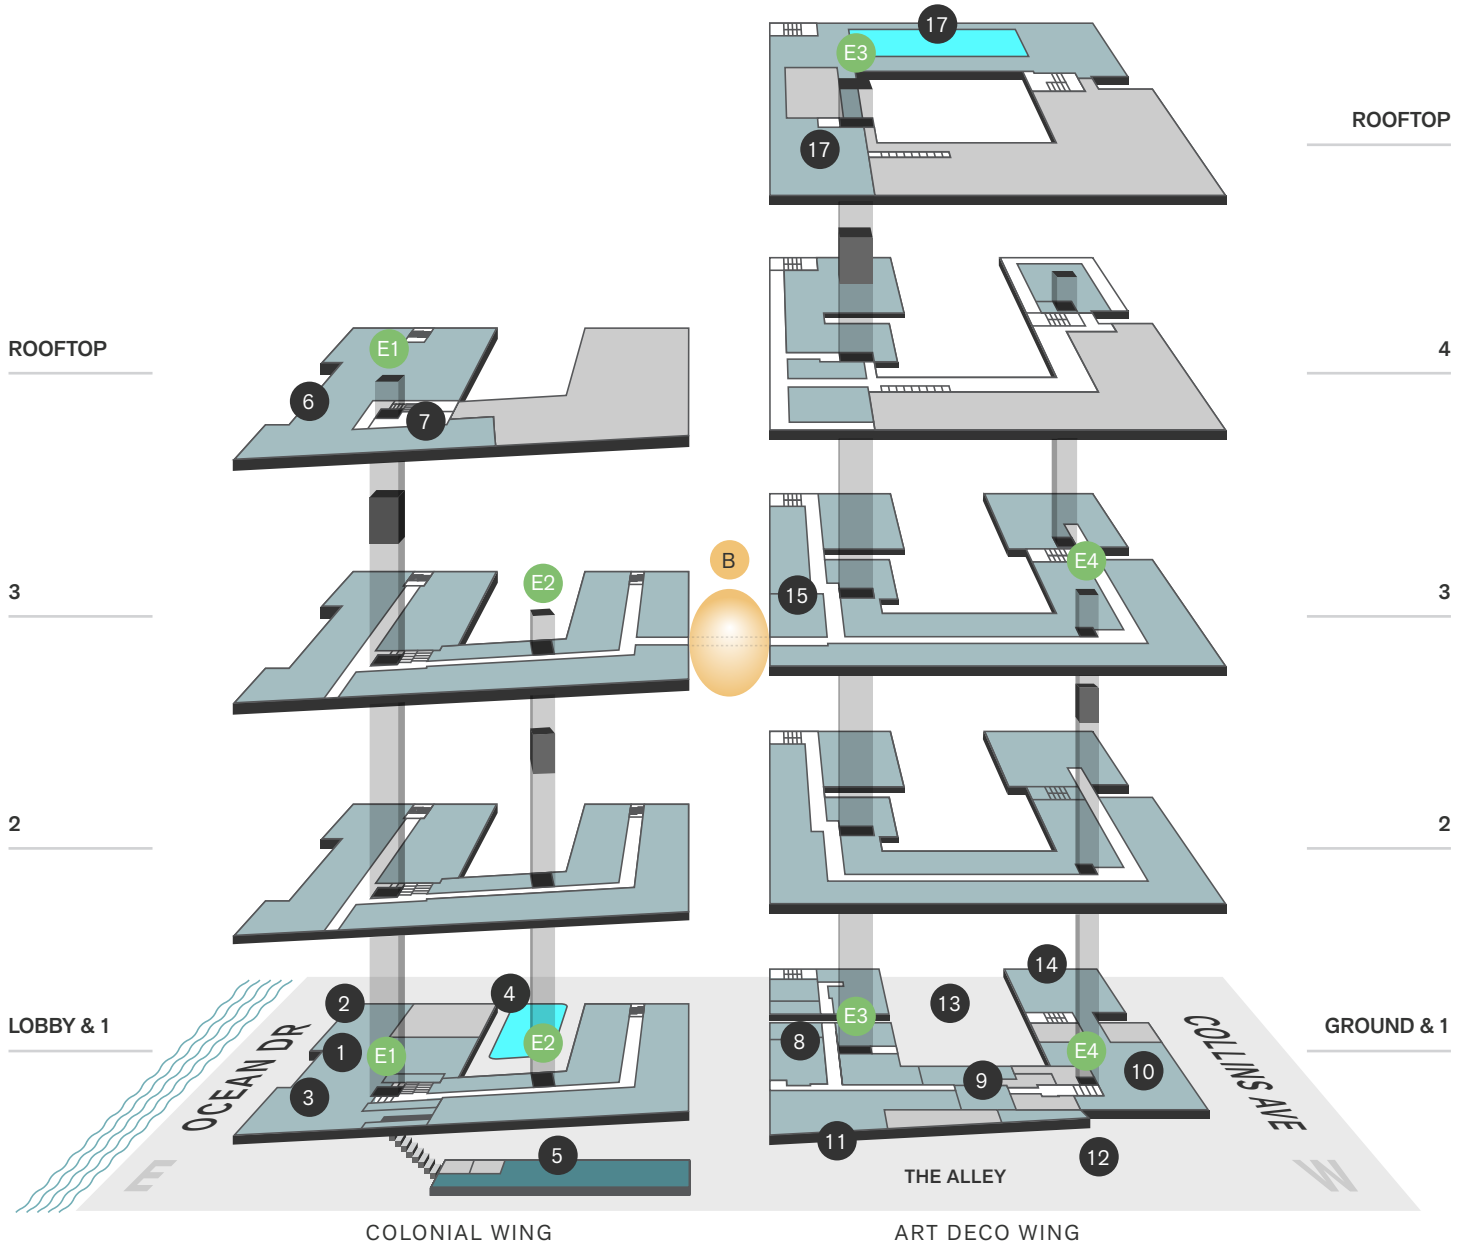 17
E3
ROOFTOP
17
E1
ROOFTOP
4
6
7
B
E2
E4
3
15
3
2
2
14
4
2
13
LOBBY & 1
E3
GROUND & 1
OCEAN DR
COLLINS AVE
1
E1
E2
8
E4
9
10
3
11
5
12
E
THE ALLEY
W
COLONIAL WING
ART DECO WING